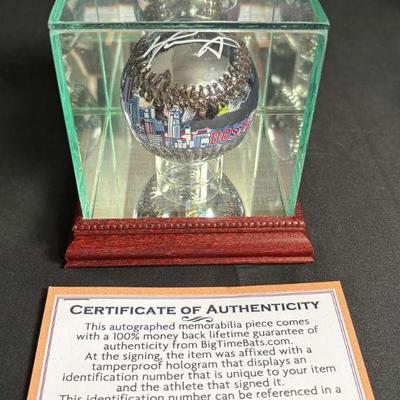 BOST
CERTIFICATE OF AUTHENTICITY
This autographed memorabilia piece comes
with a 100% money back lifetime guarantee of
authenticity from BigTimeBats.com.
At the signing, the item was affixed with a
tamperproof hologram that displays an
identification number that is unique to your item
and the athlete that signed it.
This identification number can be referenced in a